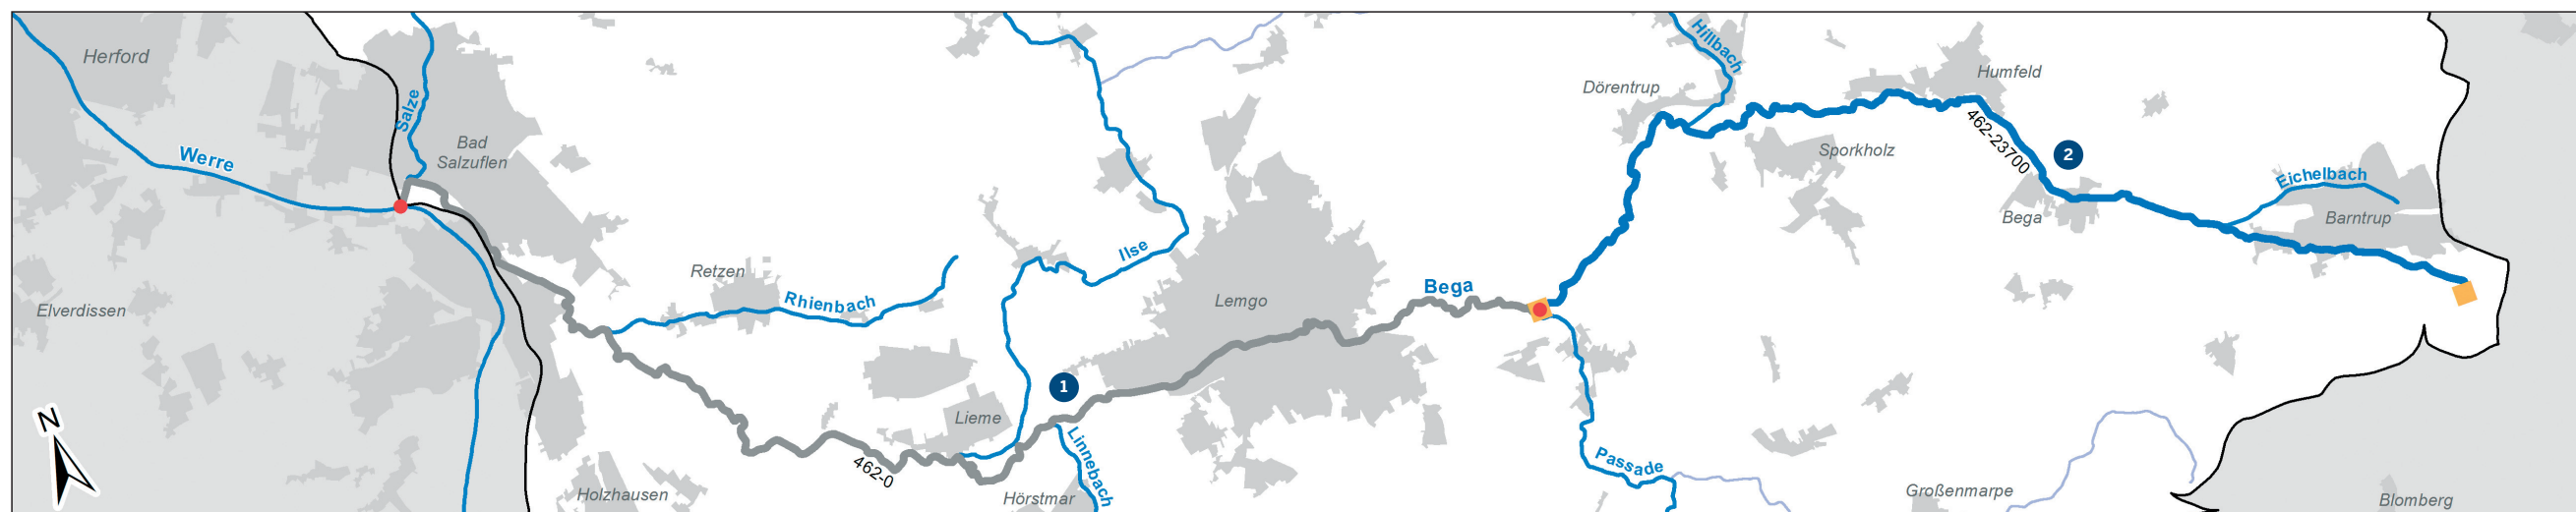 Herford
Salze
Bad
Salzuflen
Werre
Elverdissen
Retzen
Rhienbach
Ilse
Lemgo
Bega
1
Lieme
Linnebach
462-0
Holzhausen
Hörstmar
N
Hillbach
Dörentrup
Humfeld
462-23700
2
Sporkholz
Bega
Eichelbach
Barntrup
Passade
Großenmarpe
Blomberg